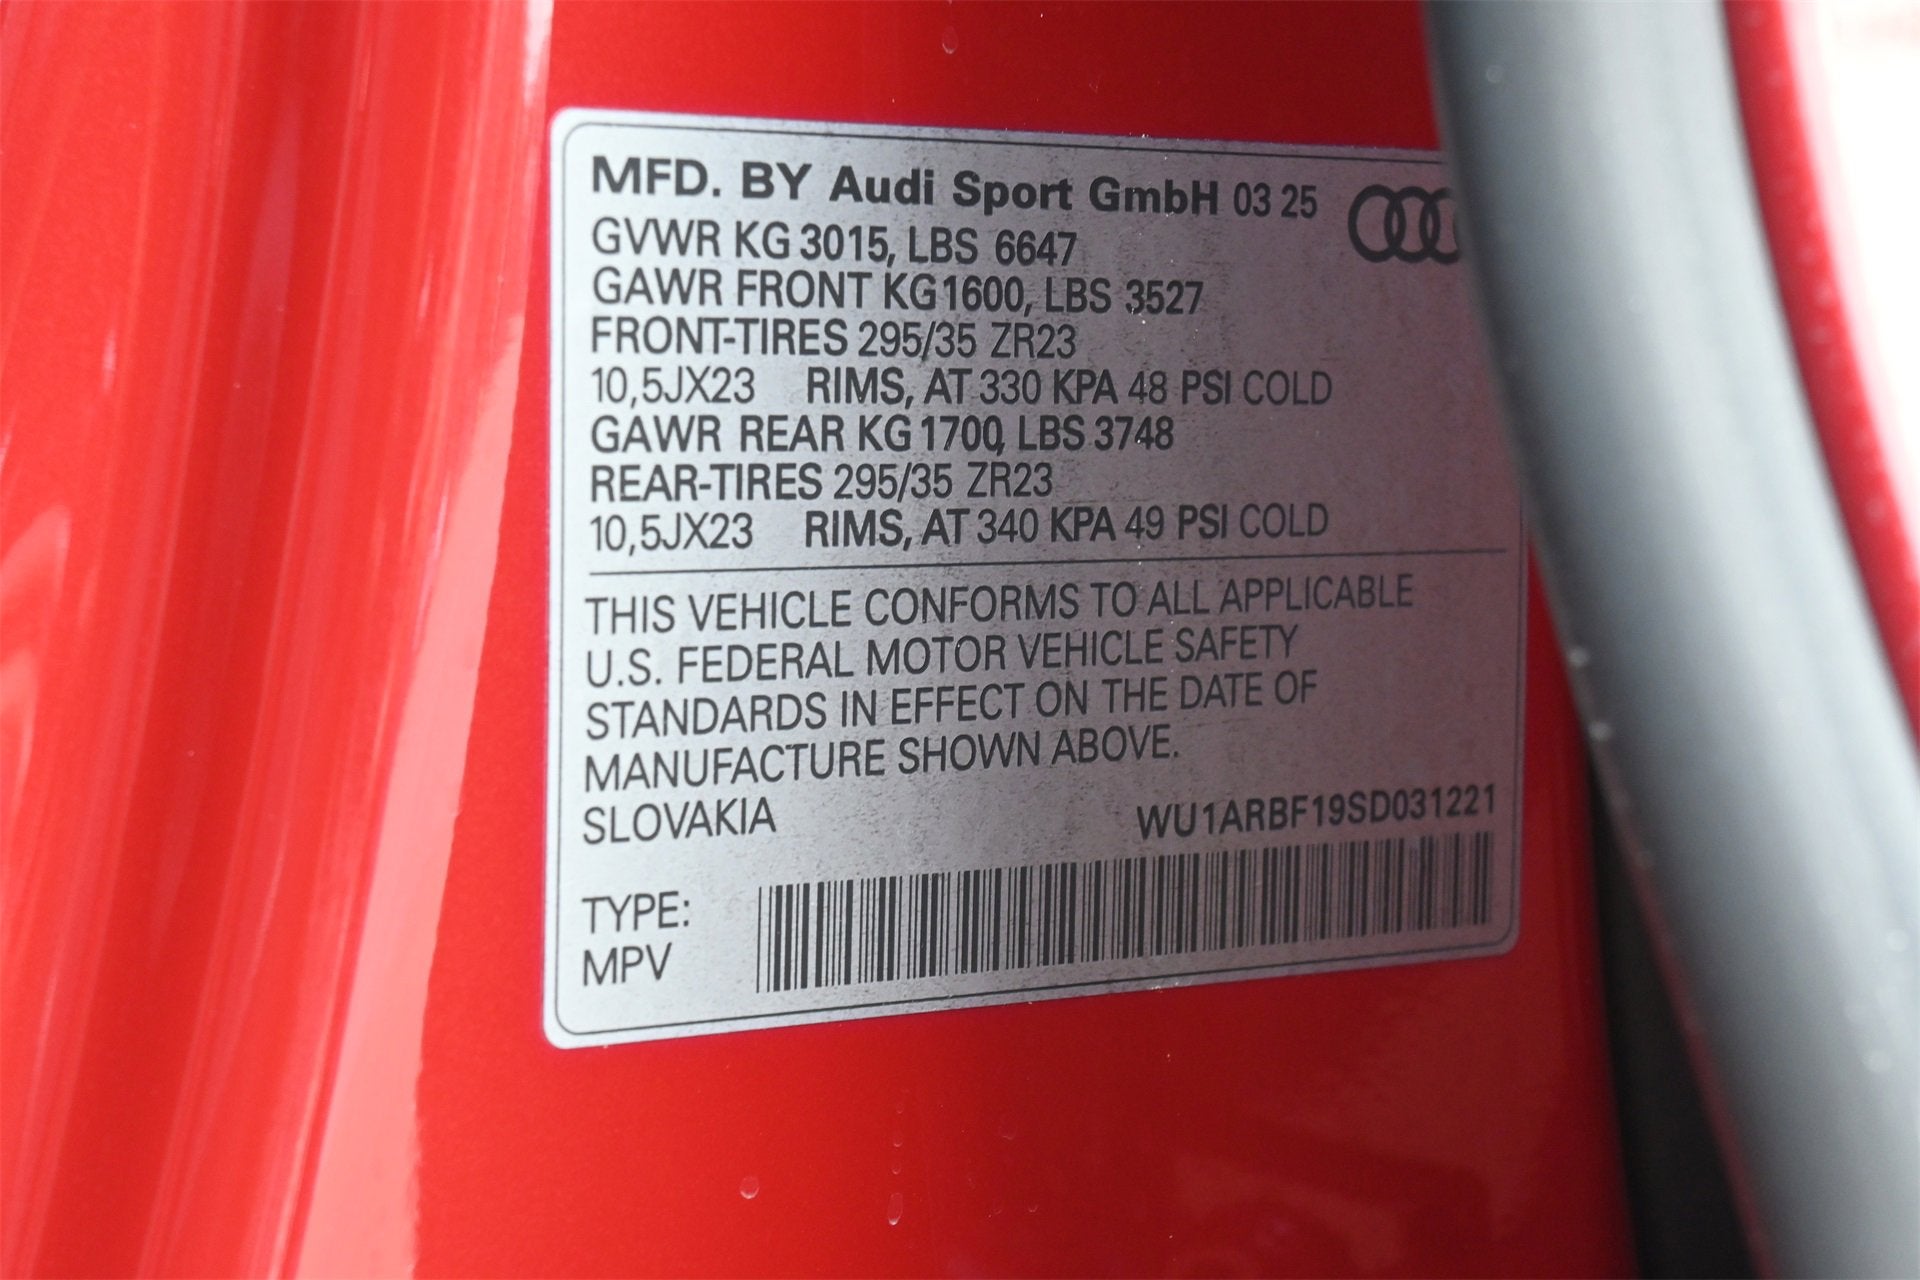 MFD. BY Audi Sport GmbH 03 25
GVWR KG 3015, LBS 6647
GAWR FRONT KG 1600, LBS 3527
FRONT-TIRES 295/35 ZR23
10,5JX23 RIMS, AT 330 KPA 48 PSI COLD
GAWR REAR KG 1700, LBS 3748
REAR-TIRES 295/35 ZR23
10,5JX23 RIMS, AT 340 KPA 49 PSI COLD
THIS VEHICLE CONFORMS TO ALL APPLICABLE
U.S. FEDERAL MOTOR VEHICLE SAFETY
STANDARDS IN EFFECT ON THE DATE OF
MANUFACTURE SHOWN ABOVE.
SLOVAKIA WU1ARBF19SD031221
TYPE:
MPV